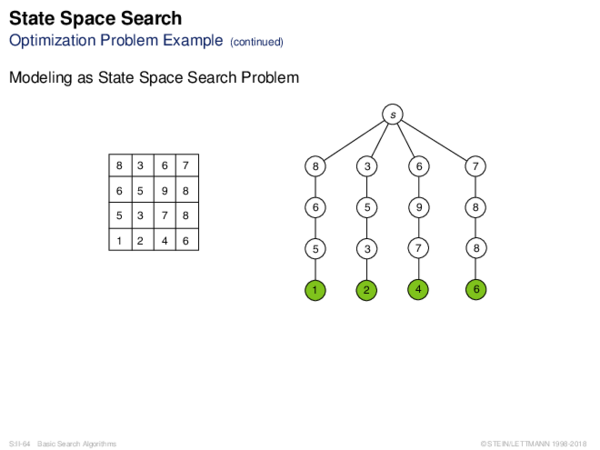 State Space Search
Optimization Problem Example (continued)
Modeling as State Space Search Problem
8 3 6 7
6 5 9 8
5 3 7 8
1 2 4 6
s
8 3 6 7
6 5 9 8
5 3 7 8
1 2 4 6
S:II-64 Basic Search Algorithms
© STEIN/LETTMANN 1998-2018